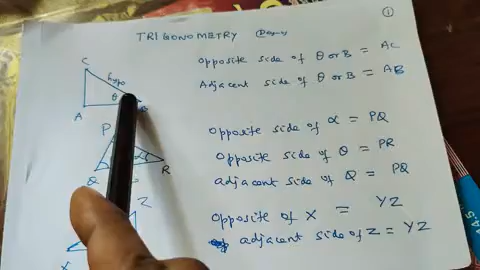 ①
TRIGONOMETRY
C
hypo
θ
A
Opposite side of θ or B = AC
Adjacent side of θ or B = AB
P
α
R
Opposite side of α = PQ
Opposite side of θ = PR
adjacent side of Q = PQ
Z
X
Opposite of X = YZ
adjacent side of Z = YZ